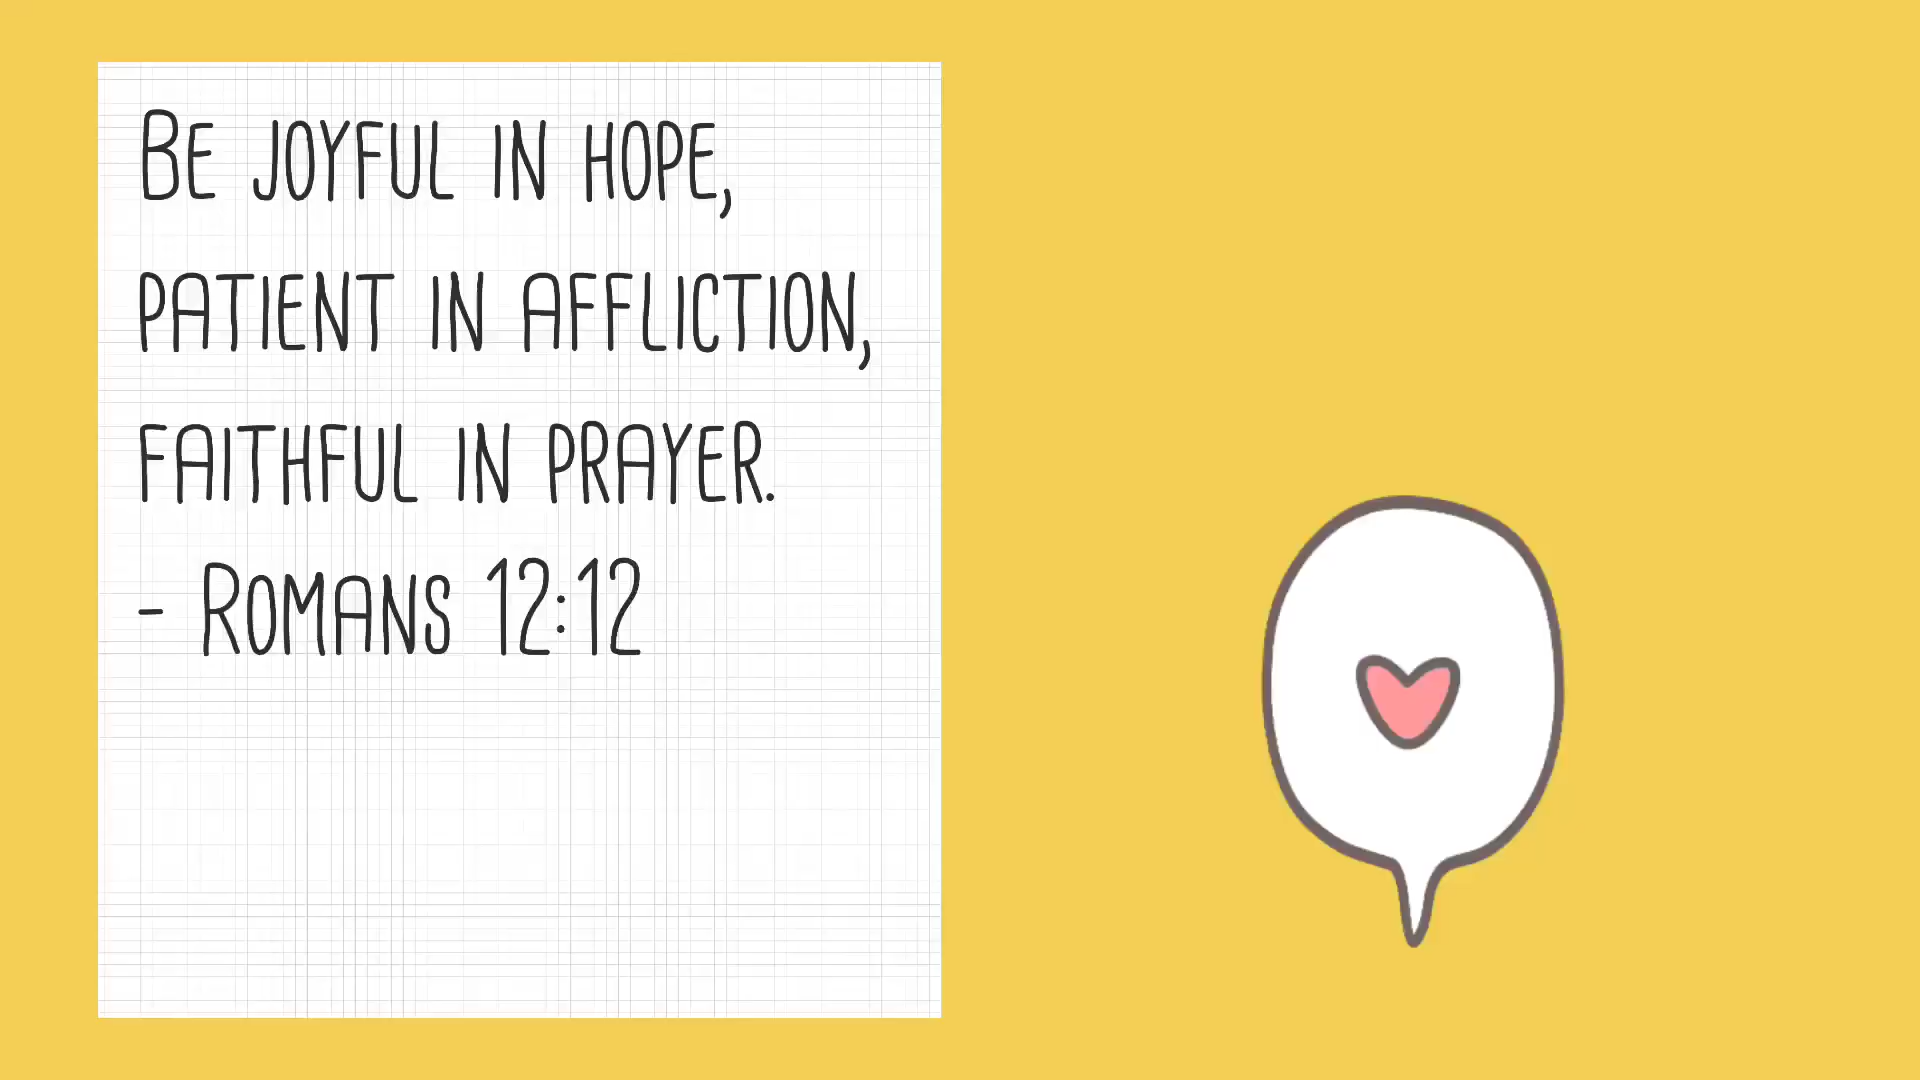 Be joyful in hope,
patient in affliction,
faithful in prayer.
- Romans 12:12